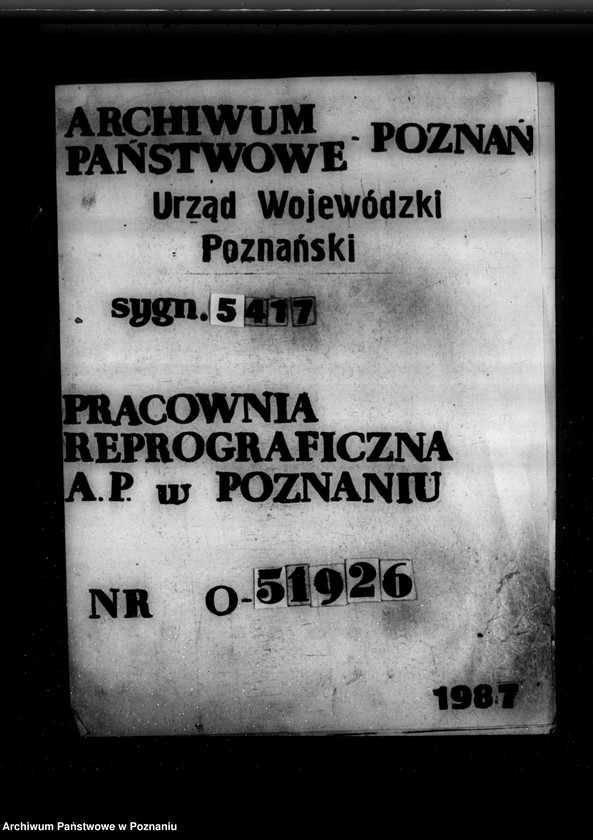 ARCHIWUM
PAŃSTWOWE - POZNAŃ
Urząd Wojewódzki
Poznański
sygn. 5417
PRACOWNIA
REPROGRAFICZNA
A.P. w POZNANIU
NR O-51926
1987
Archiwum Państwowe w Poznaniu